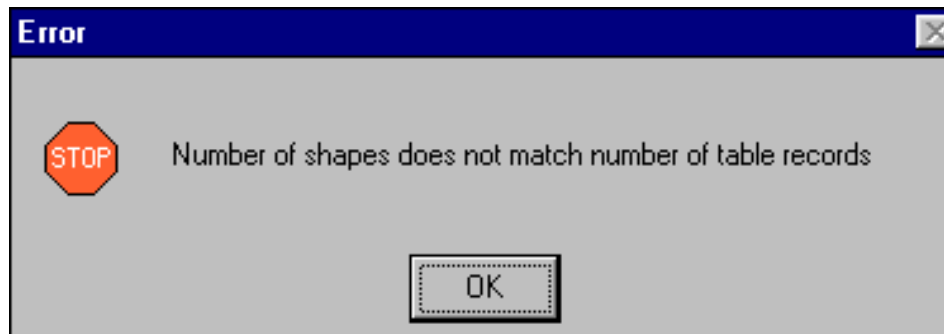 Error
STOP
Number of shapes does not match number of table records
OK